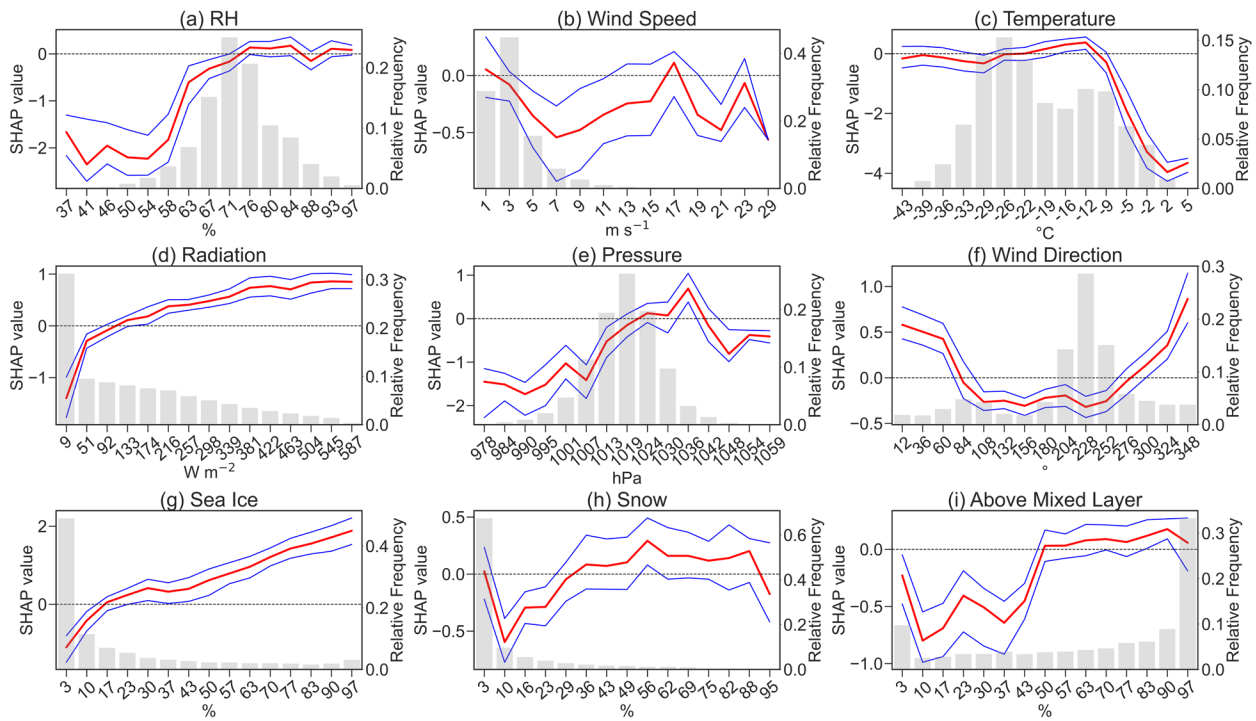 (a) RH
SHAP value
0
−1
−2
0.2
0.1
0.0
Relative Frequency
37 41 46 50 54 58 63 67 71 76 80 84 88 93 97
%
(b) Wind Speed
SHAP value
0.0
−0.5
0.4
0.2
0.0
Relative Frequency
1 3 5 7 9 11 13 15 17 19 21 23 29
m s⁻¹
(c) Temperature
SHAP value
0
−2
−4
0.15
0.10
0.05
0.00
Relative Frequency
-43 -39 -36 -33 -29 -26 -22 -19 -16 -12 -9 -5 -2 2 5
°C
(d) Radiation
SHAP value
1
0
−1
0.3
0.2
0.1
0.0
Relative Frequency
9 51 92 133 174 216 257 298 339 381 422 463 504 545 587
W m⁻²
(e) Pressure
SHAP value
1
0
−1
−2
0.2
0.1
0.0
Relative Frequency
978 984 990 995 1001 1007 1013 1019 1024 1030 1036 1042 1048 1054 1059
hPa
(f) Wind Direction
SHAP value
1.0
0.5
0.0
−0.5
0.3
0.2
0.1
0.0
Relative Frequency
12 36 60 84 108 132 156 180 204 228 252 276 300 324 348
°
(g) Sea Ice
SHAP value
2
0
0.4
0.2
0.0
Relative Frequency
3 10 17 23 30 37 43 50 57 63 70 77 83 90 97
%
(h) Snow
SHAP value
0.5
0.0
−0.5
0.6
0.4
0.2
0.0
Relative Frequency
3 10 16 23 29 36 43 49 56 62 69 75 82 88 95
%
(i) Above Mixed Layer
SHAP value
0.0
−0.5
−1.0
0.3
0.2
0.1
0.0
Relative Frequency
3 10 17 23 30 37 43 50 57 63 70 77 83 90 97
%